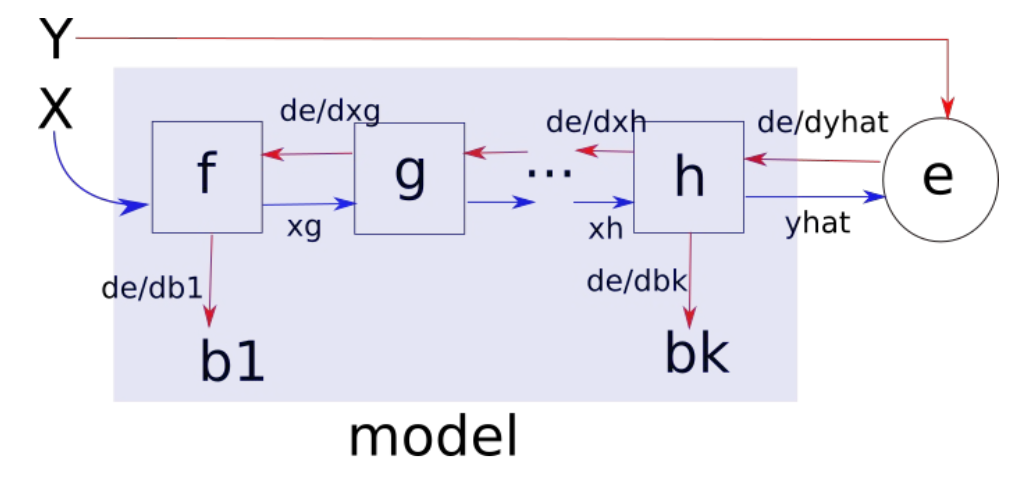 Y
X
de/dxg
de/dxh
de/dyhat
f
g
...
h
e
xg
xh
yhat
de/db1
de/dbk
b1
bk
model